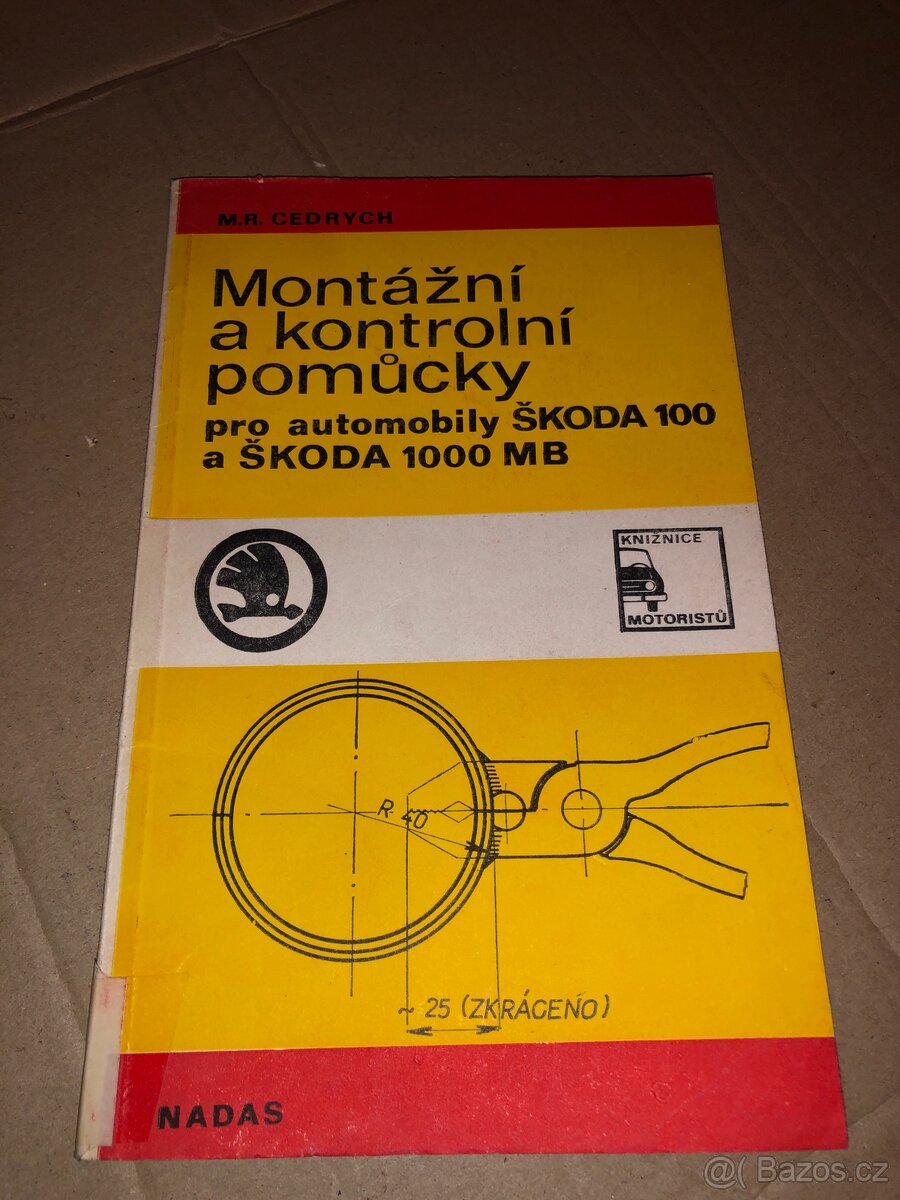 M.R. CEDRYCH
Montážní
a kontrolní
pomůcky
pro automobily ŠKODA 100
a ŠKODA 1000 MB
KNIŽNICE
MOTORISTŮ
R 40
~ 25 (ZKRÁCENO)
NADAS
@( Bazos.cz